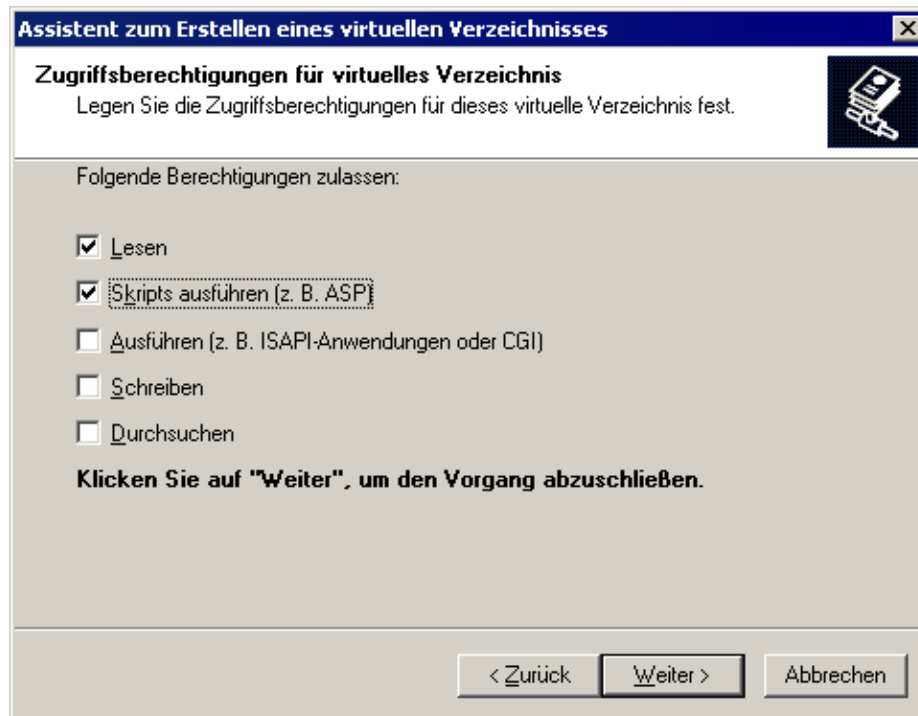 Assistent zum Erstellen eines virtuellen Verzeichnisses
Zugriffsberechtigungen für virtuelles Verzeichnis
Legen Sie die Zugriffsberechtigungen für dieses virtuelle Verzeichnis fest.
Folgende Berechtigungen zulassen:
Lesen
Skripts ausführen (z. B. ASP)
Ausführen (z. B. ISAPI-Anwendungen oder CGI)
Schreiben
Durchsuchen
Klicken Sie auf "Weiter", um den Vorgang abzuschließen.
< Zurück Weiter > Abbrechen